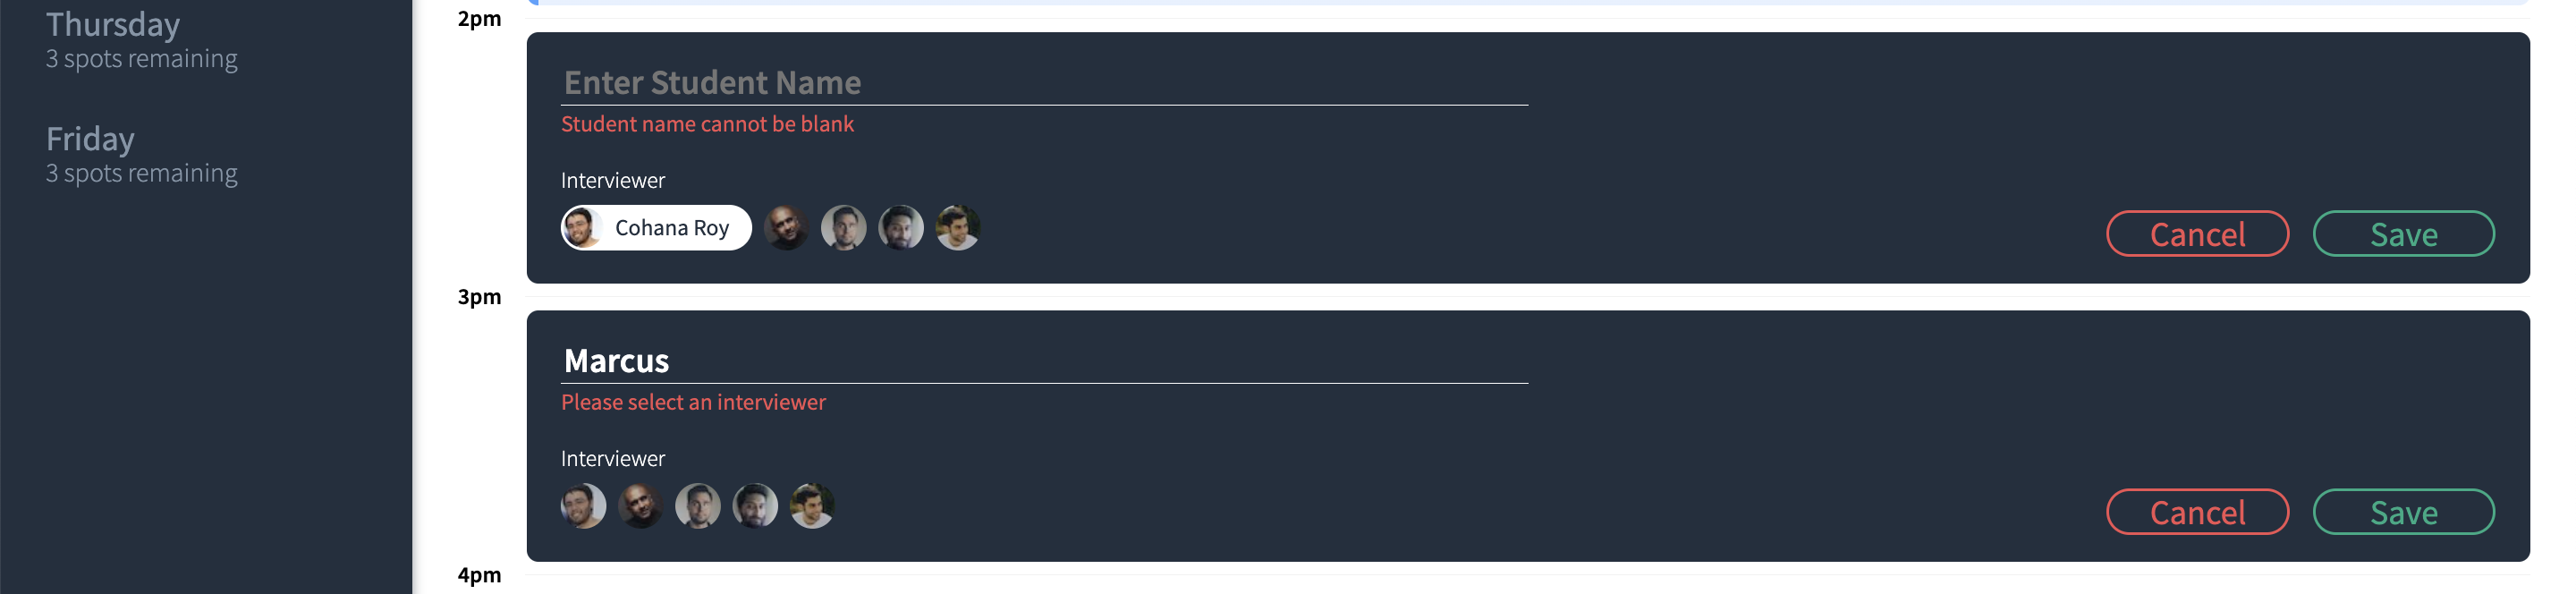 Thursday
3 spots remaining
Friday
3 spots remaining
2pm
Enter Student Name
Student name cannot be blank
Interviewer
Cohana Roy
Cancel
Save
3pm
Marcus
Please select an interviewer
Interviewer
Cancel
Save
4pm